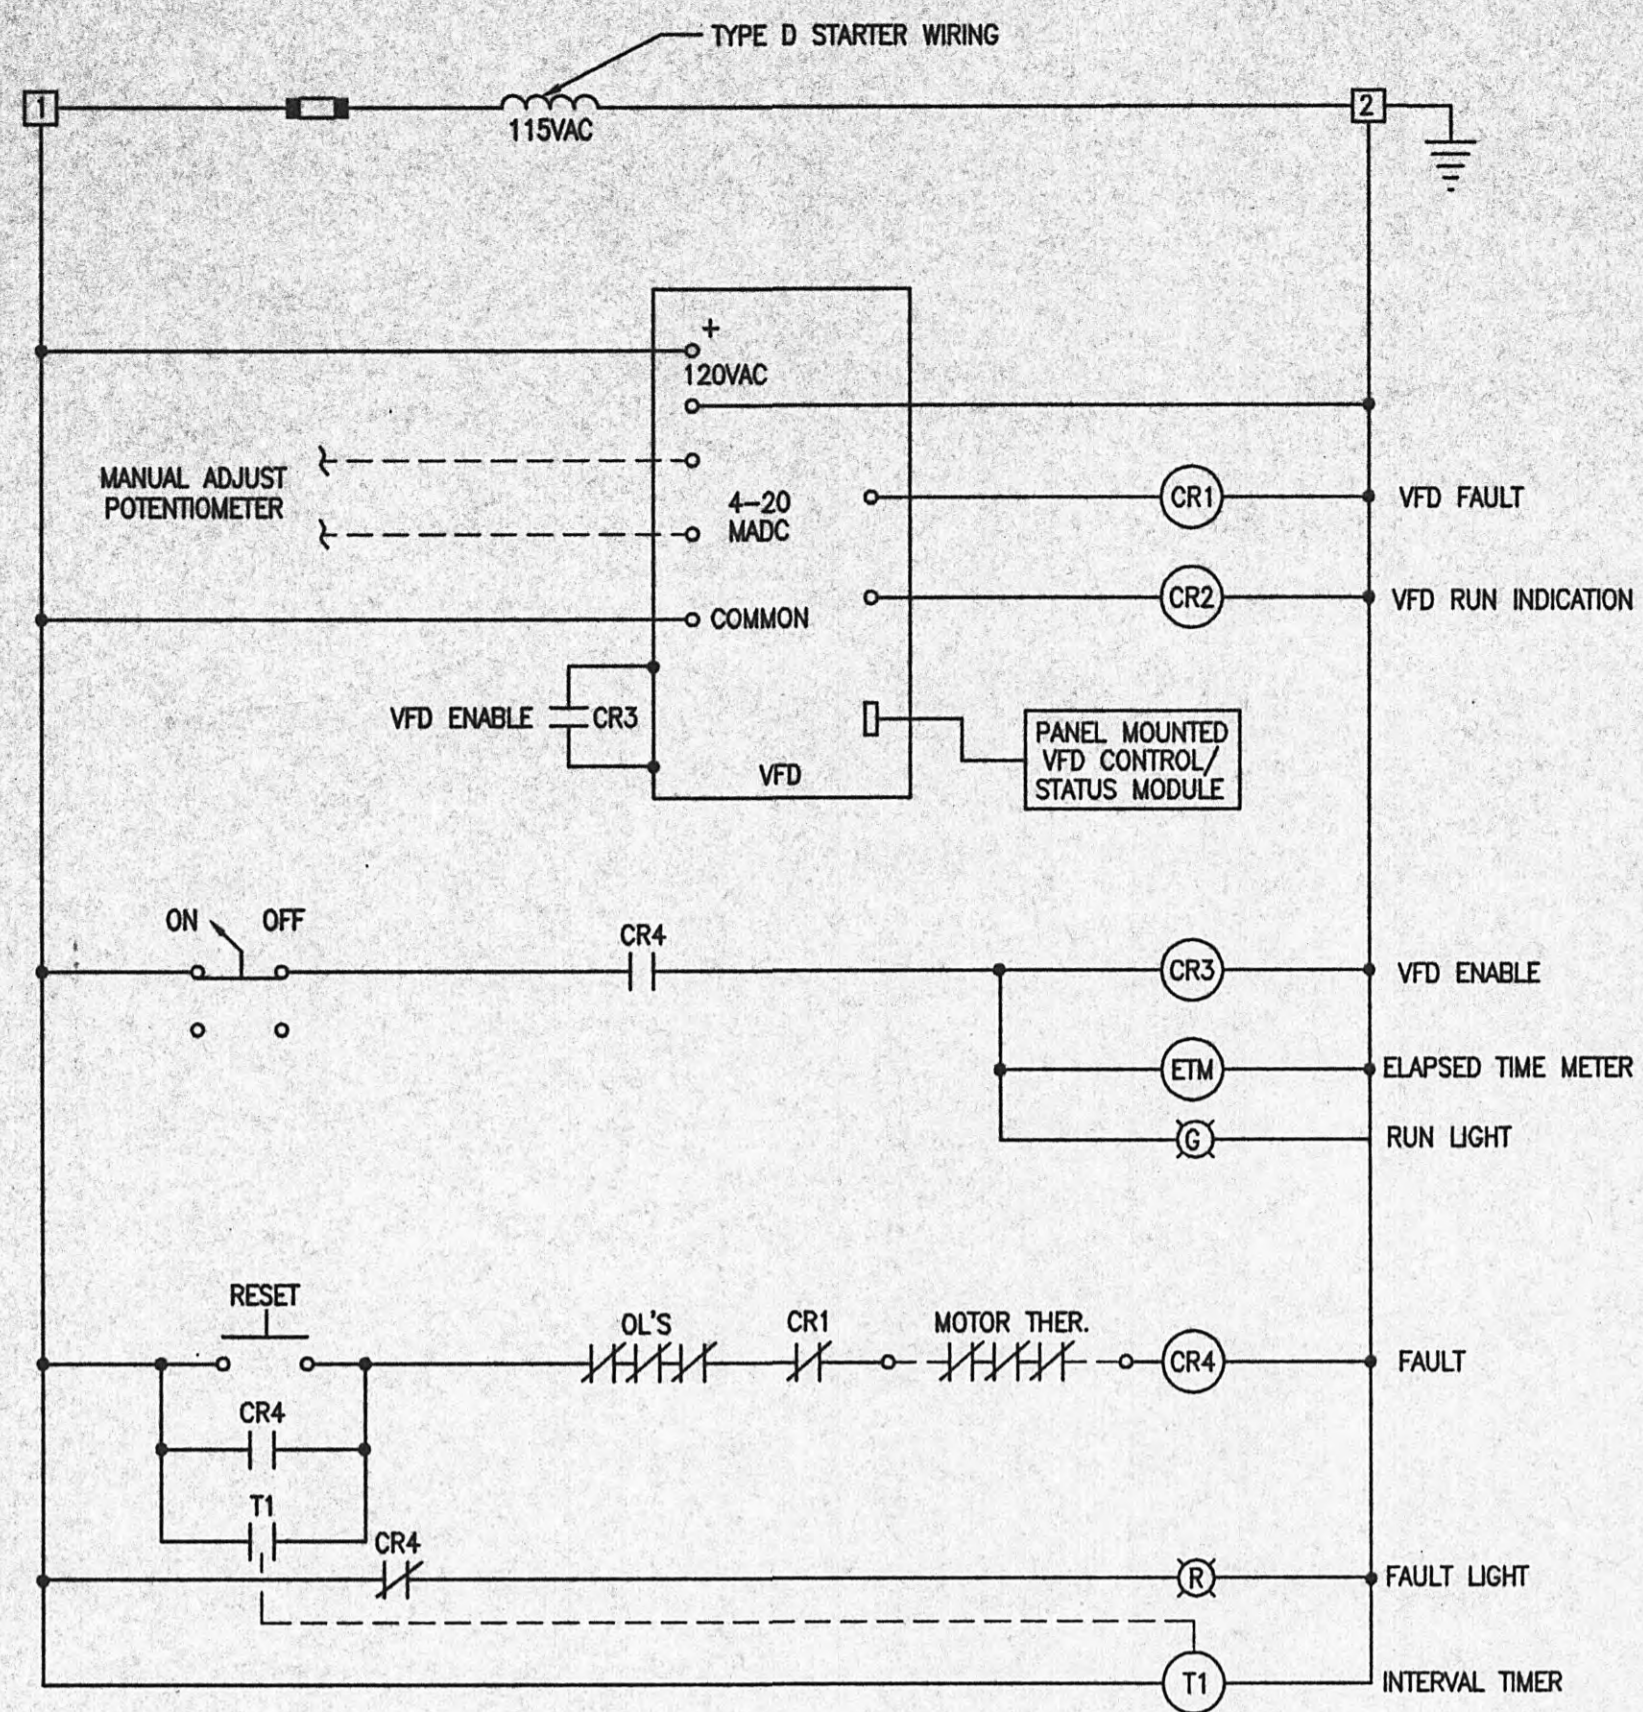 TYPE D STARTER WIRING
1
115VAC
2
+
120VAC
MANUAL ADJUST
POTENTIOMETER
4-20
MADC
CR1
VFD FAULT
CR2
VFD RUN INDICATION
COMMON
VFD ENABLE
CR3
VFD
PANEL MOUNTED
VFD CONTROL/
STATUS MODULE
ON
OFF
CR4
CR3
VFD ENABLE
ETM
ELAPSED TIME METER
G
RUN LIGHT
RESET
OL'S
CR1
MOTOR THER.
CR4
FAULT
CR4
T1
CR4
R
FAULT LIGHT
T1
INTERVAL TIMER